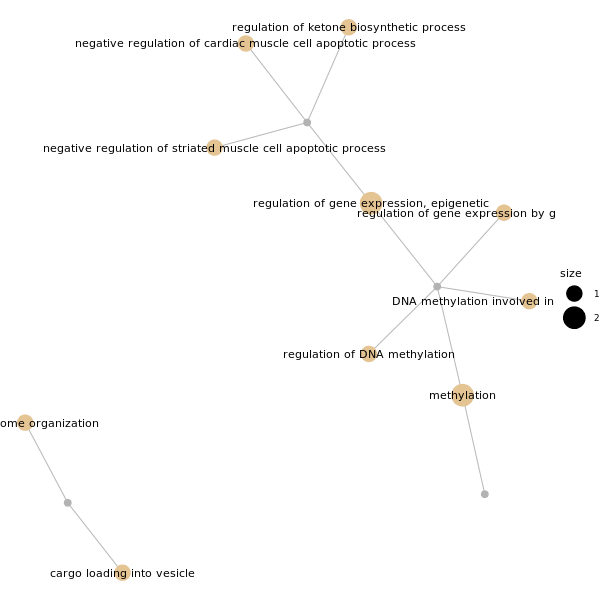 regulation of ketone biosynthetic process
negative regulation of cardiac muscle cell apoptotic process
negative regulation of striated muscle cell apoptotic process
regulation of gene expression, epigenetic
regulation of gene expression by g
size
1
2
DNA methylation involved in
regulation of DNA methylation
methylation
ome organization
cargo loading into vesicle